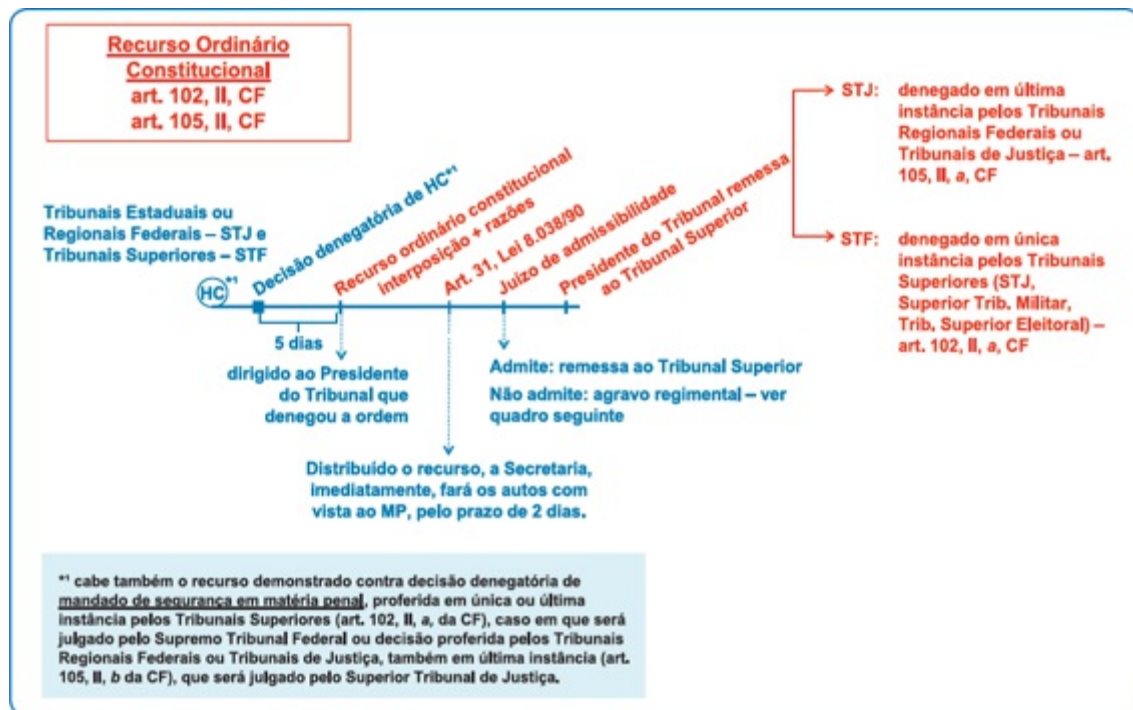 Recurso Ordinário
Constitucional
art. 102, II, CF
art. 105, II, CF
Tribunais Estaduais ou
Regionais Federais – STJ e
Tribunais Superiores – STF
HC*¹
Decisão denegatória de HC*¹
Recurso ordinário constitucional
interposição + razões
Art. 31, Lei 8.038/90
Juízo de admissibilidade
Presidente do Tribunal remessa
ao Tribunal Superior
STJ: denegado em última
instância pelos Tribunais
Regionais Federais ou
Tribunais de Justiça – art.
105, II, a, CF
STF: denegado em única
instância pelos Tribunais
Superiores (STJ,
Superior Trib. Militar,
Trib. Superior Eleitoral) –
art. 102, II, a, CF
5 dias
dirigido ao Presidente
do Tribunal que
denegou a ordem
Admite: remessa ao Tribunal Superior
Não admite: agravo regimental – ver
quadro seguinte
Distribuído o recurso, a Secretaria,
imediatamente, fará os autos com
vista ao MP, pelo prazo de 2 dias.
*¹ cabe também o recurso demonstrado contra decisão denegatória de
mandado de segurança em matéria penal, proferida em única ou última
instância pelos Tribunais Superiores (art. 102, II, a, da CF), caso em que será
julgado pelo Supremo Tribunal Federal ou decisão proferida pelos Tribunais
Regionais Federais ou Tribunais de Justiça, também em última instância (art.
105, II, b da CF), que será julgado pelo Superior Tribunal de Justiça.